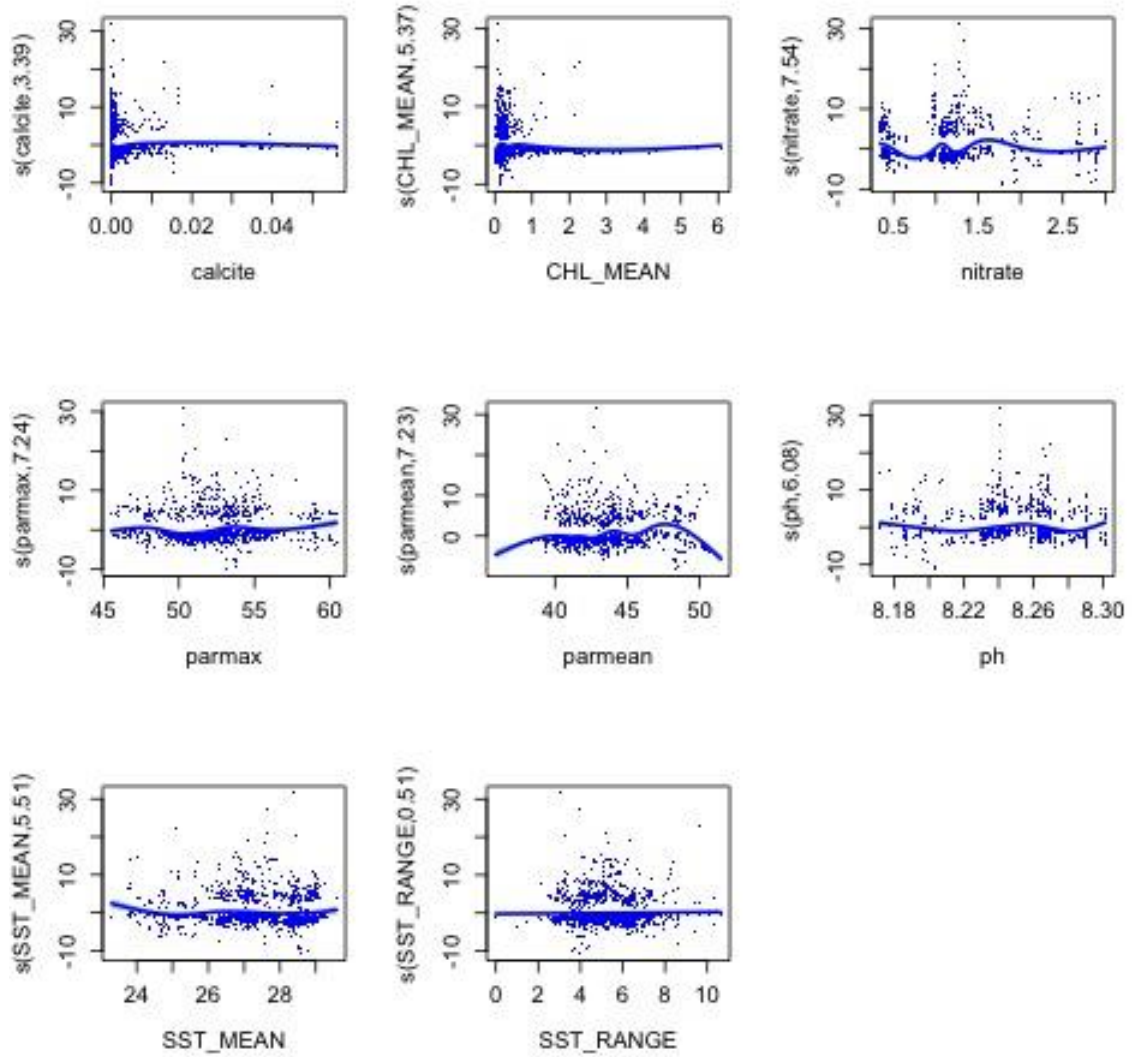 s(calcite,3.39)
30
10
-10
0.00 0.02 0.04
calcite
s(CHL_MEAN,5.37)
30
10
-10
0 1 2 3 4 5 6
CHL_MEAN
s(nitrate,7.54)
30
10
-10
0.5 1.5 2.5
nitrate
s(parmax,7.24)
30
10
-10
45 50 55 60
parmax
s(parmean,7.23)
30
10
0
-10
40 45 50
parmean
s(ph,6.08)
30
10
-10
8.18 8.22 8.26 8.30
ph
s(SST_MEAN,5.51)
30
10
-10
24 26 28
SST_MEAN
s(SST_RANGE,0.51)
30
10
-10
0 2 4 6 8 10
SST_RANGE